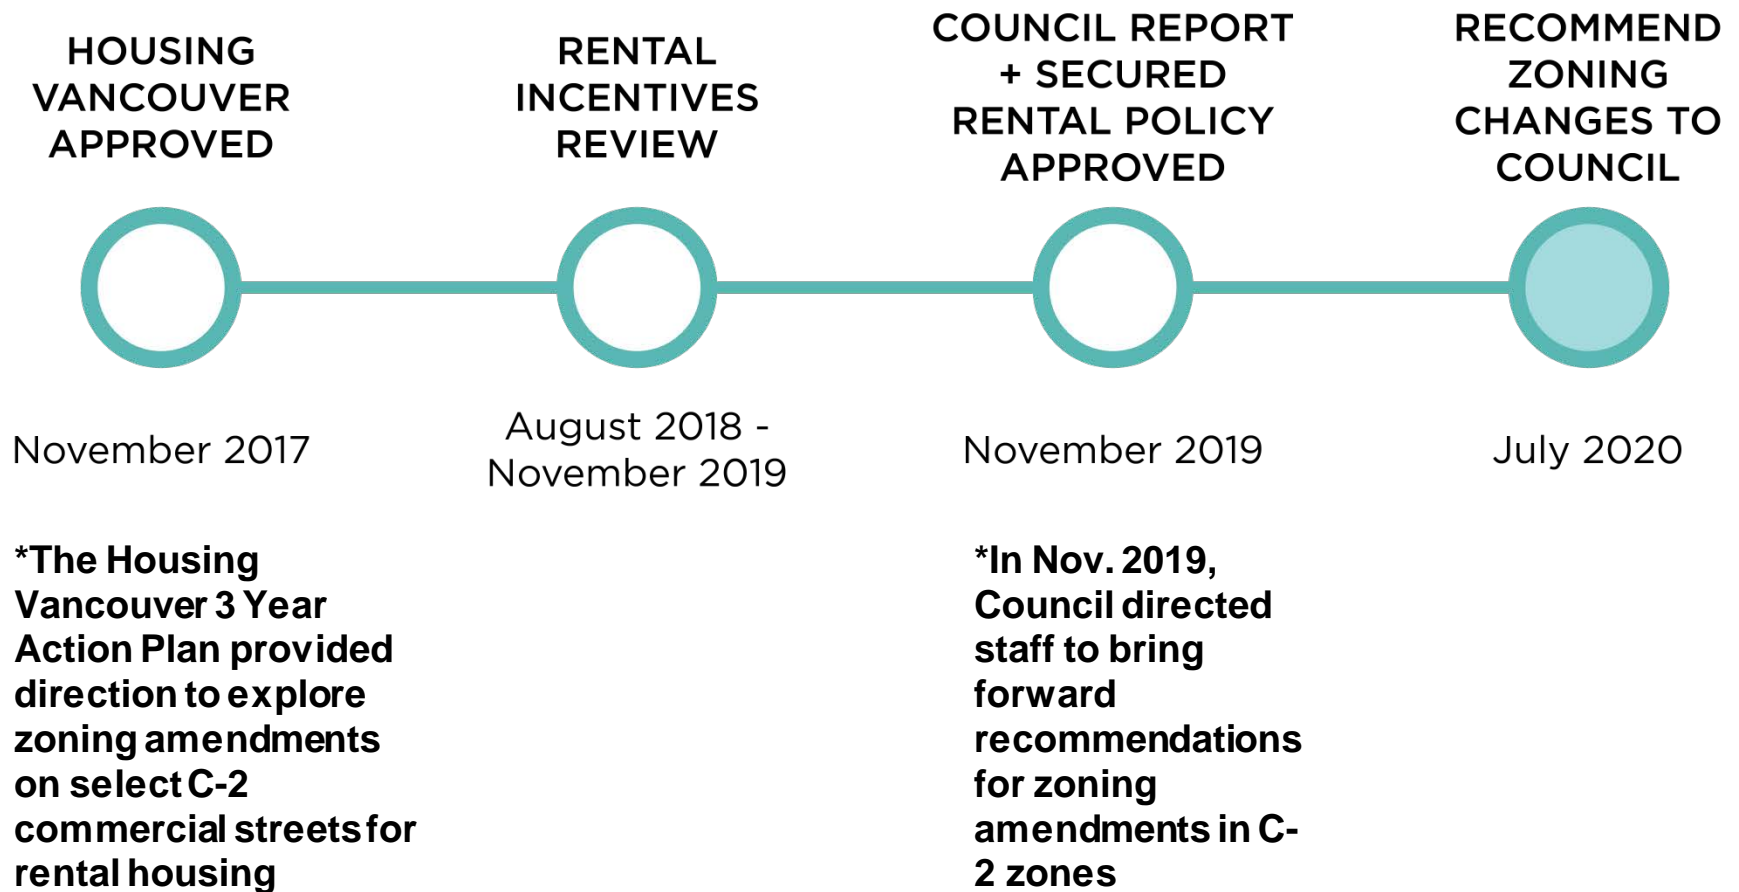 HOUSING
VANCOUVER
APPROVED
RENTAL
INCENTIVES
REVIEW
COUNCIL REPORT
+ SECURED
RENTAL POLICY
APPROVED
RECOMMEND
ZONING
CHANGES TO
COUNCIL
November 2017
August 2018 -
November 2019
November 2019
July 2020
*The Housing
Vancouver 3 Year
Action Plan provided
direction to explore
zoning amendments
on select C-2
commercial streets for
rental housing
*In Nov. 2019,
Council directed
staff to bring
forward
recommendations
for zoning
amendments in C-
2 zones